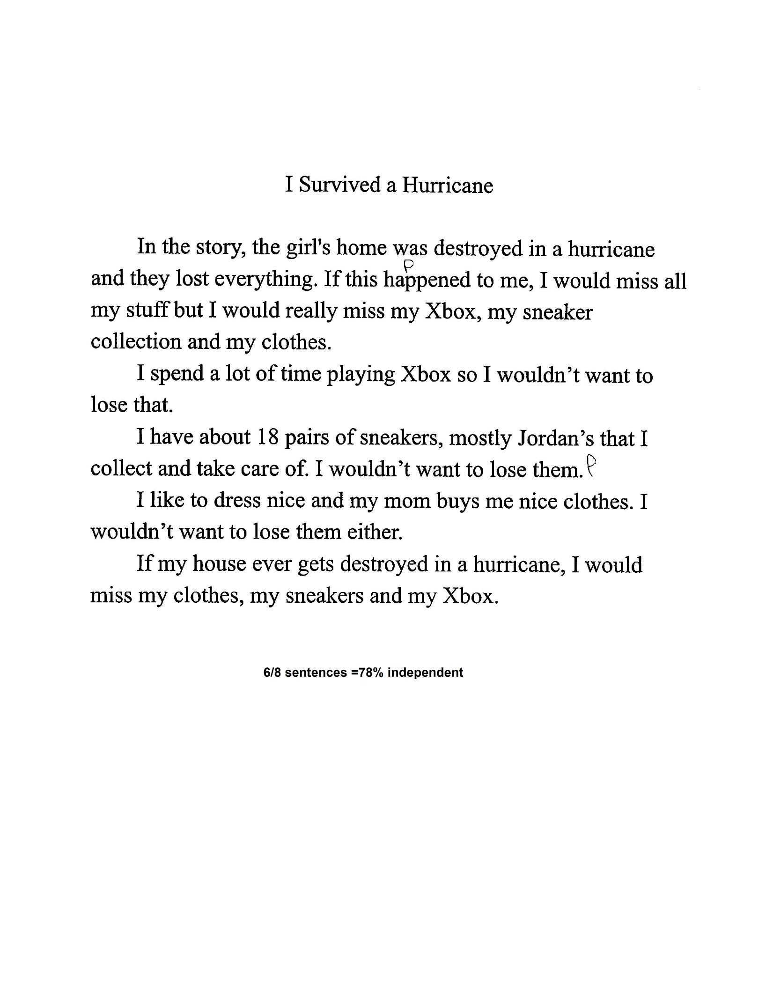 I Survived a Hurricane
In the story, the girl's home was destroyed in a hurricane
P
and they lost everything. If this happened to me, I would miss all
my stuff but I would really miss my Xbox, my sneaker
collection and my clothes.
I spend a lot of time playing Xbox so I wouldn’t want to
lose that.
I have about 18 pairs of sneakers, mostly Jordan’s that I
collect and take care of. I wouldn’t want to lose them. P
I like to dress nice and my mom buys me nice clothes. I
wouldn’t want to lose them either.
If my house ever gets destroyed in a hurricane, I would
miss my clothes, my sneakers and my Xbox.
6/8 sentences =78% independent